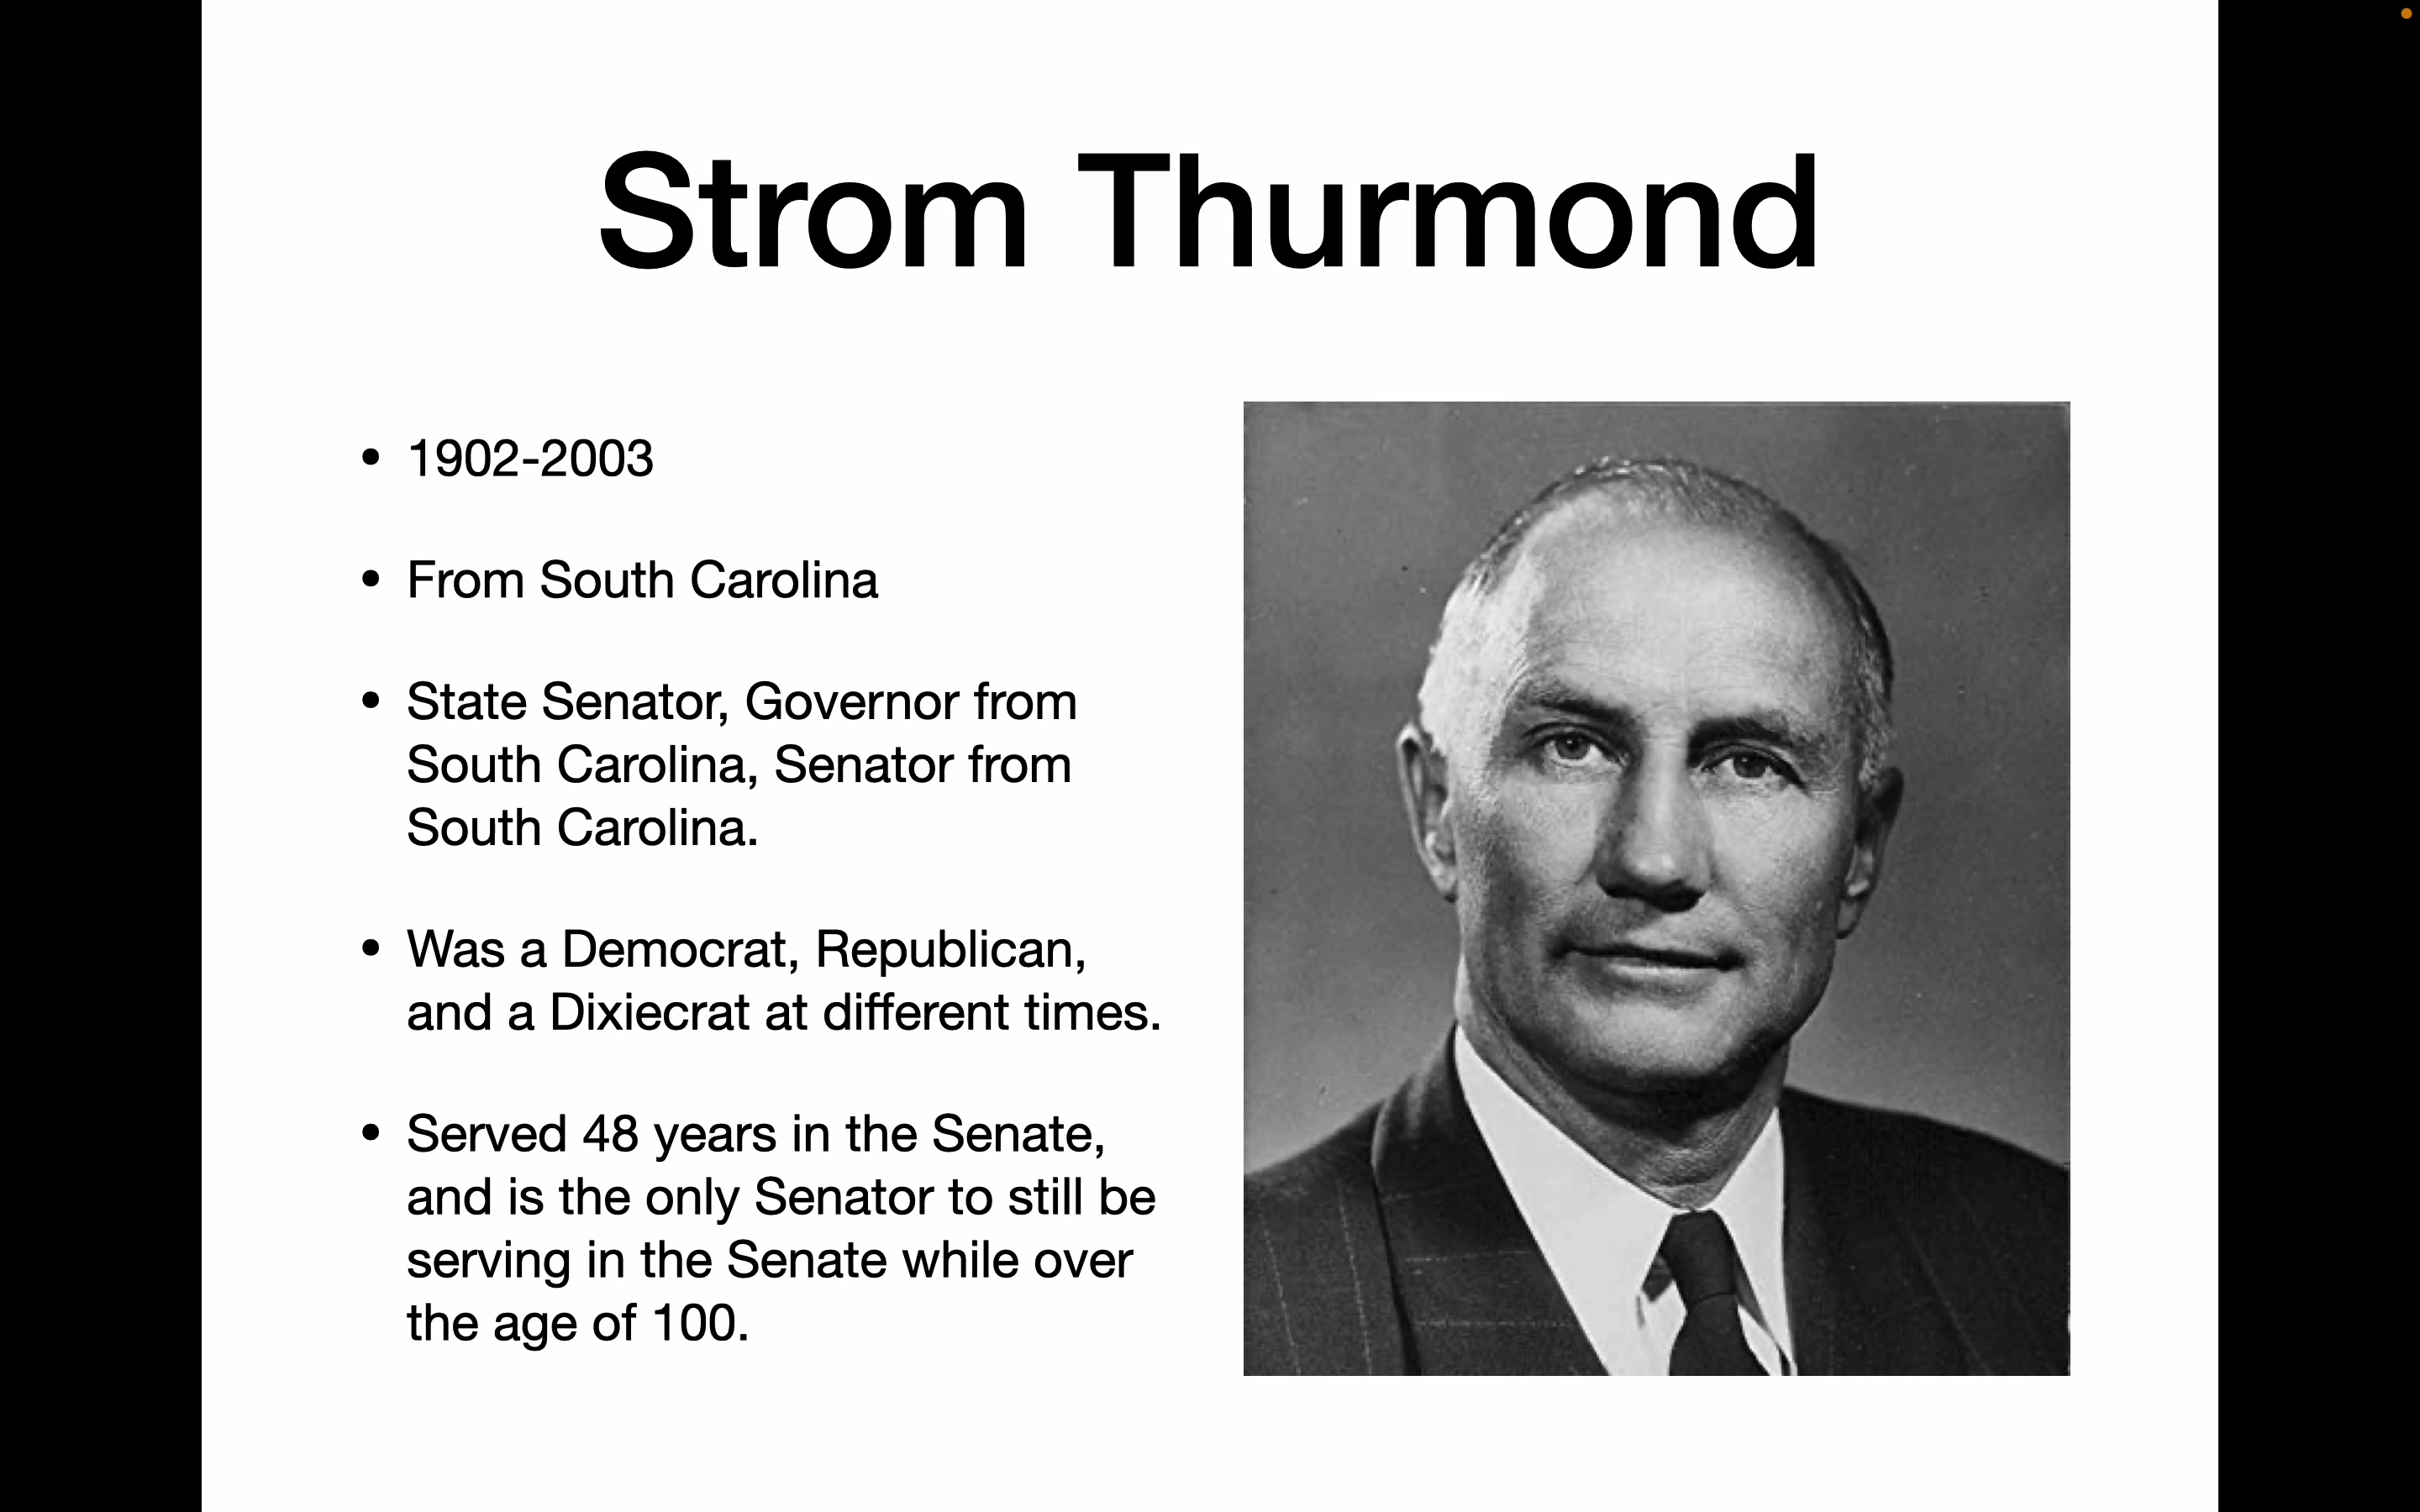 Strom Thurmond
• 1902-2003
• From South Carolina
• State Senator, Governor from
South Carolina, Senator from
South Carolina.
• Was a Democrat, Republican,
and a Dixiecrat at different times.
• Served 48 years in the Senate,
and is the only Senator to still be
serving in the Senate while over
the age of 100.